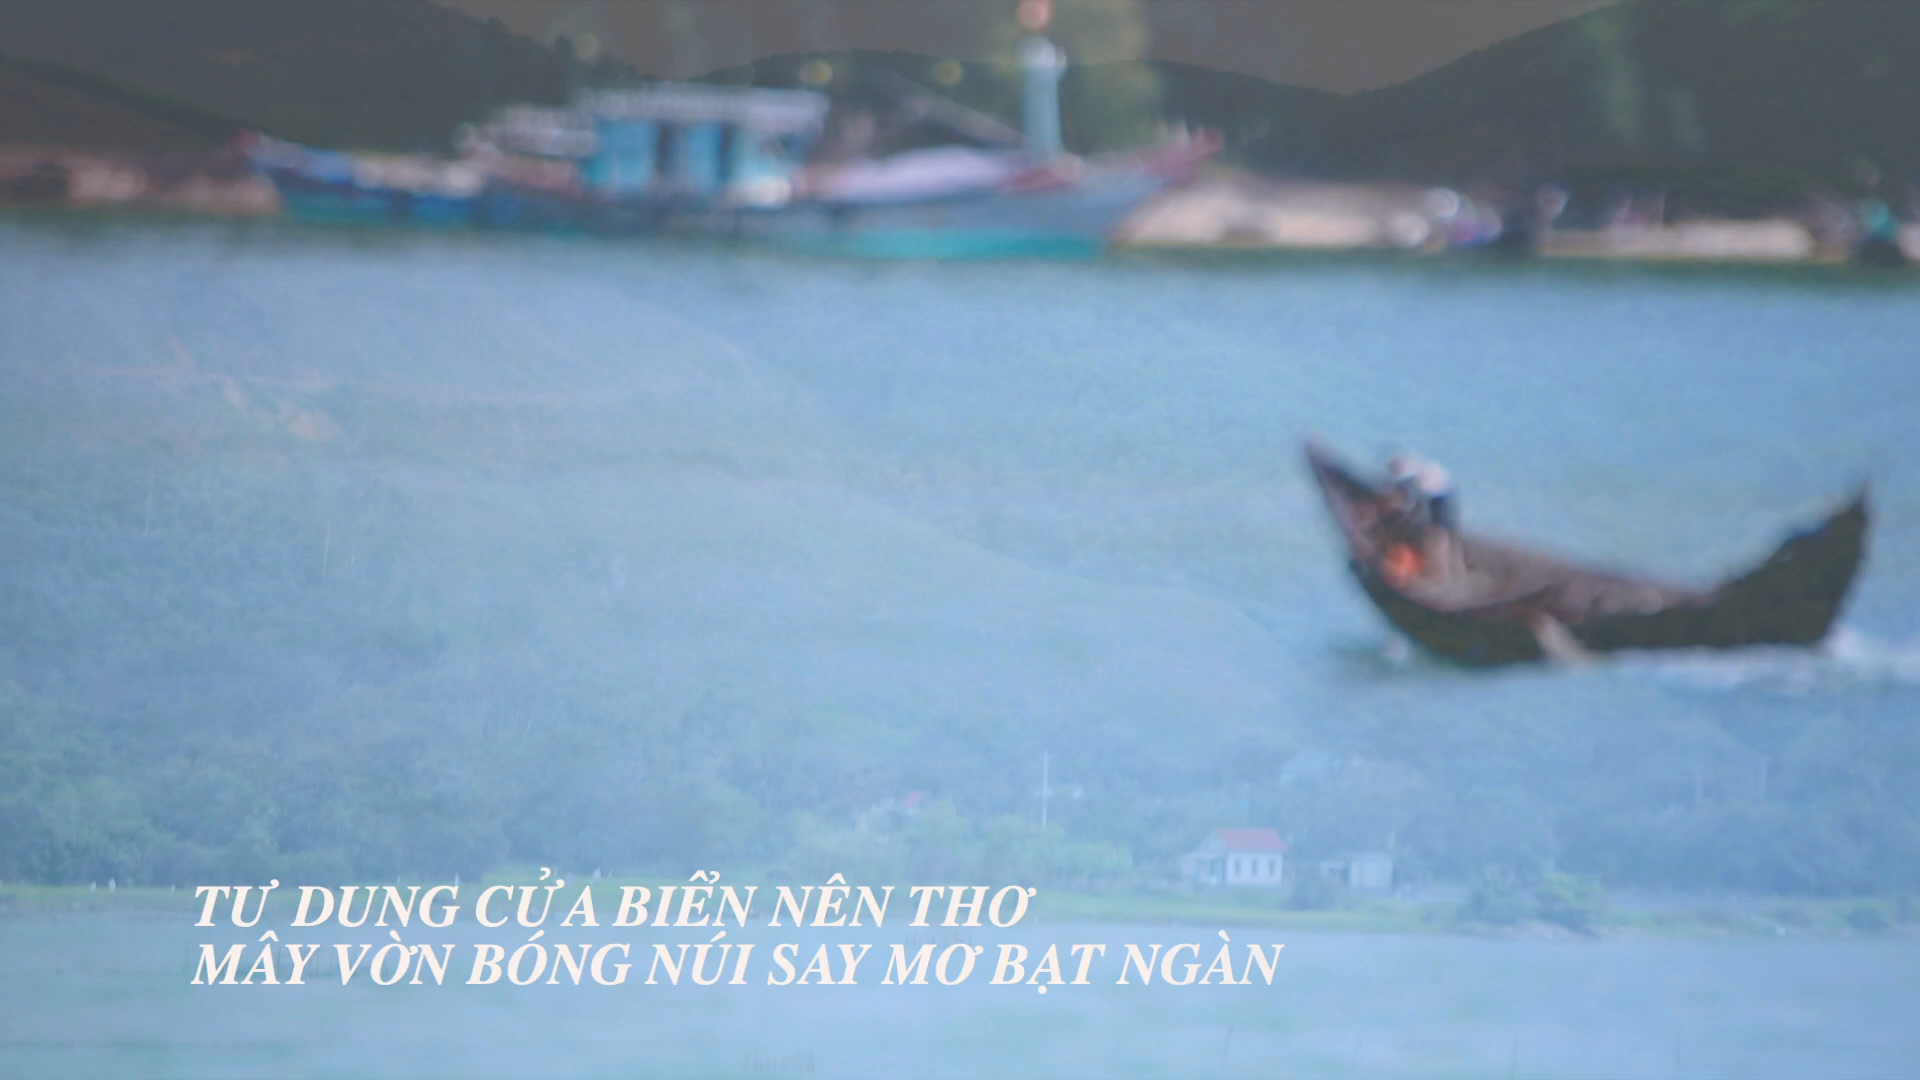 TƯ DUNG CỬA BIỂN NÊN THƠ
MÂY VỜN BÓNG NÚI SAY MƠ BẠT NGÀN